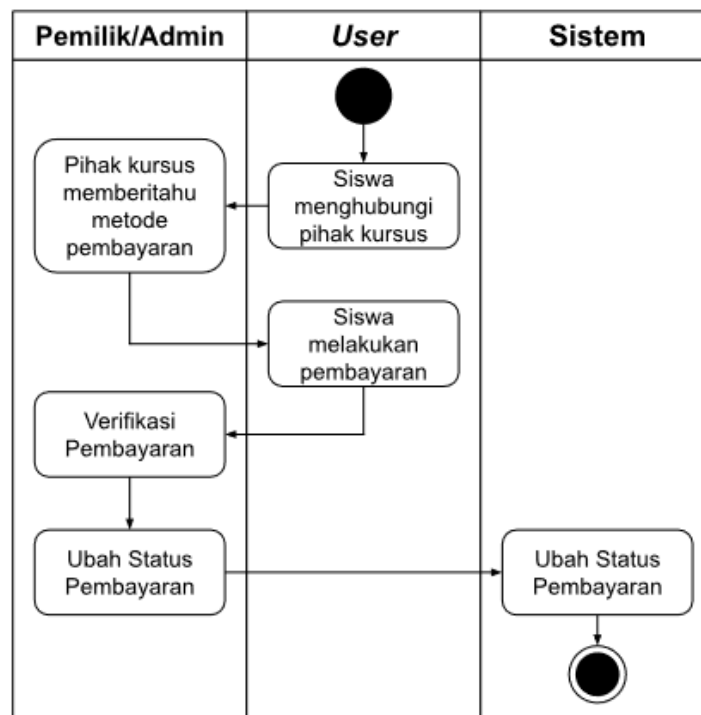 Pemilik/Admin
User
Sistem
Pihak kursus
memberitahu
metode
pembayaran
Siswa
menghubungi
pihak kursus
Siswa
melakukan
pembayaran
Verifikasi
Pembayaran
Ubah Status
Pembayaran
Ubah Status
Pembayaran